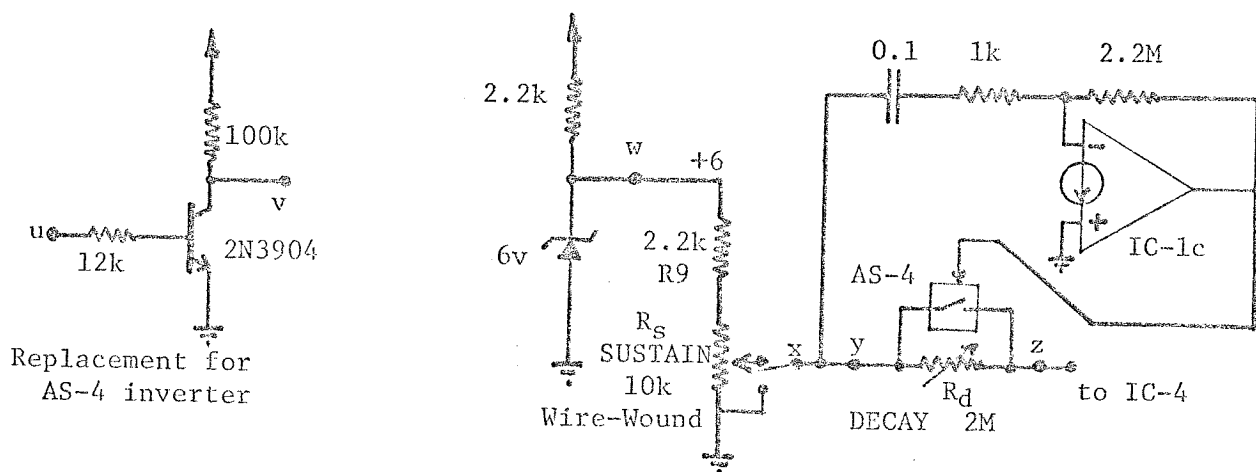 100k
v
u
12k
2N3904
Replacement for
AS-4 inverter
2.2k
w
+6
6v
2.2k
R9
Rs
SUSTAIN
10k
Wire-Wound
x
y
0.1
1k
2.2M
-
+
IC-1c
AS-4
z
Rd
DECAY 2M
to IC-4